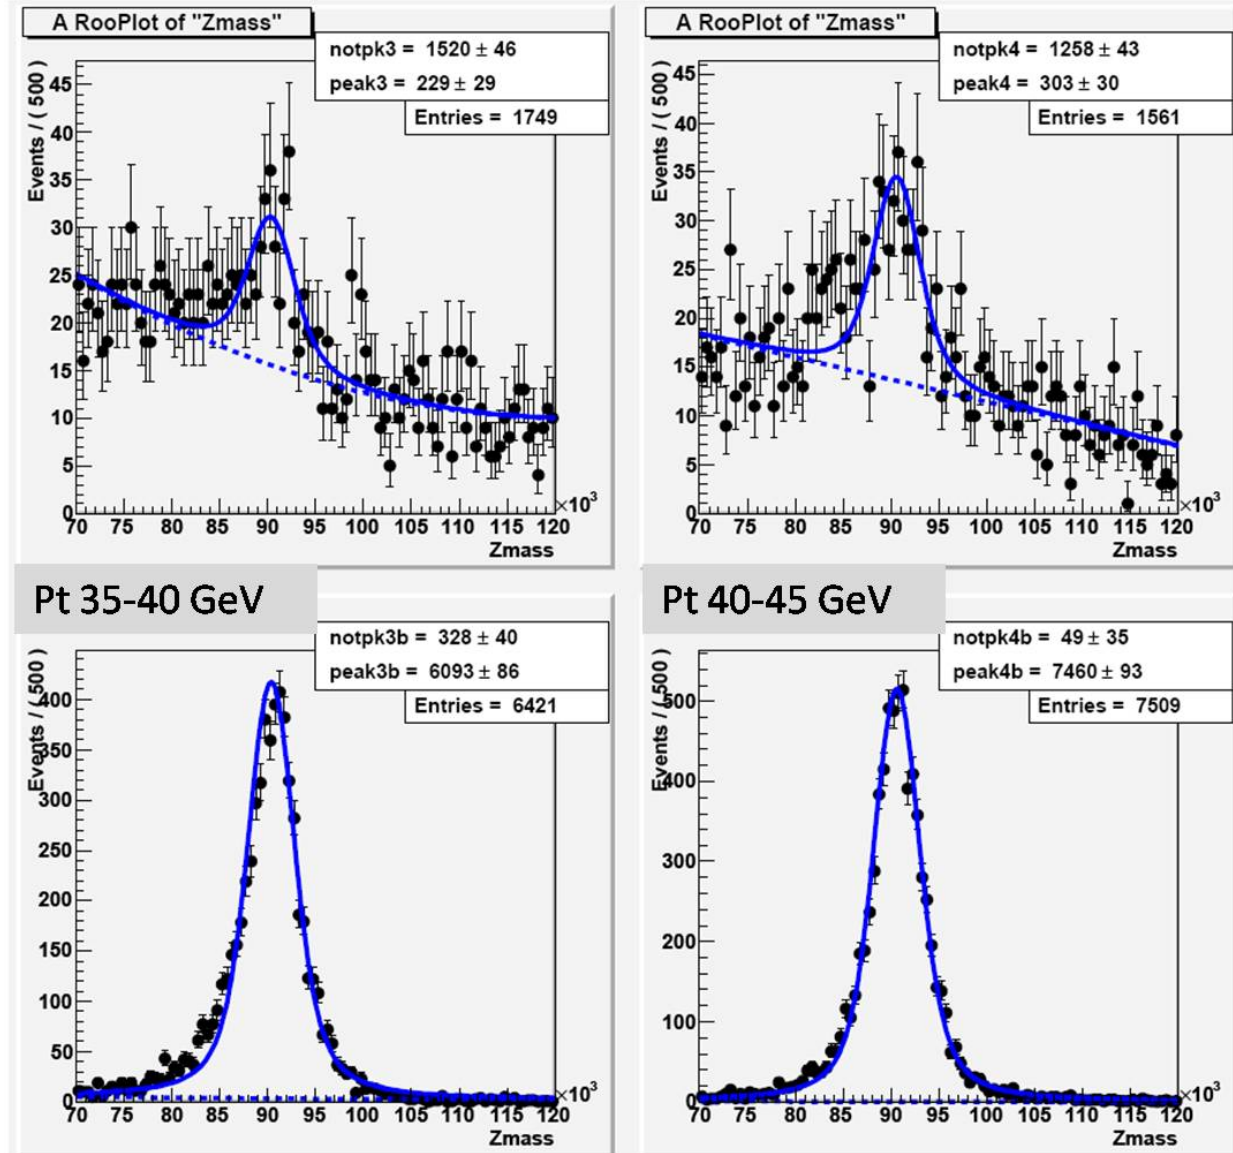 A RooPlot of "Zmass"
notpk3 = 1520 ± 46
peak3 = 229 ± 29
Entries = 1749
Events / ( 500 )
45
40
35
30
25
20
15
10
5
0
70 75 80 85 90 95 100 105 110 115 120
×10³
Zmass
A RooPlot of "Zmass"
notpk4 = 1258 ± 43
peak4 = 303 ± 30
Entries = 1561
Events / ( 500 )
45
40
35
30
25
20
15
10
5
0
70 75 80 85 90 95 100 105 110 115 120
×10³
Zmass
Pt 35-40 GeV
notpk3b = 328 ± 40
peak3b = 6093 ± 86
Entries = 6421
Events / ( 500 )
400
350
300
250
200
150
100
50
0
70 75 80 85 90 95 100 105 110 115 120
×10³
Zmass
Pt 40-45 GeV
notpk4b = 49 ± 35
peak4b = 7460 ± 93
Entries = 7509
Events / ( 500 )
500
400
300
200
100
0
70 75 80 85 90 95 100 105 110 115 120
×10³
Zmass